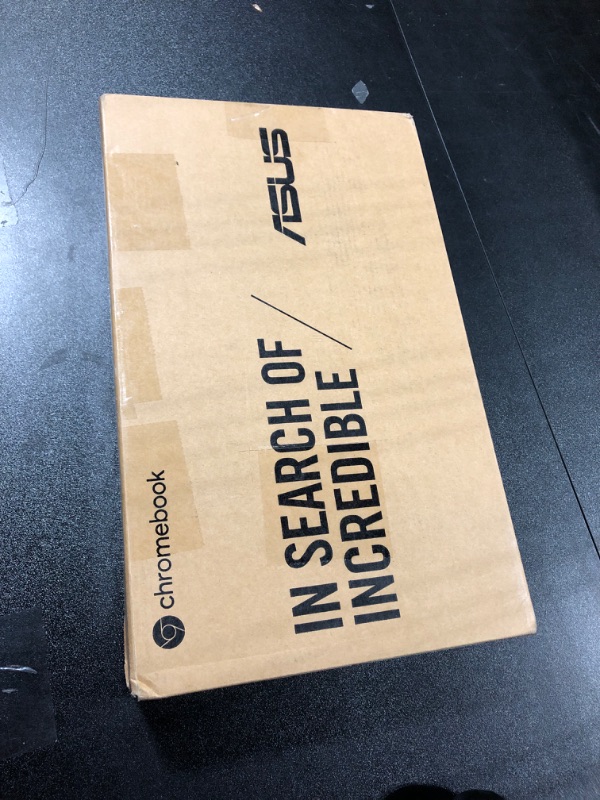 IN SEARCH OF
INCREDIBLE
ASUS
chromebook